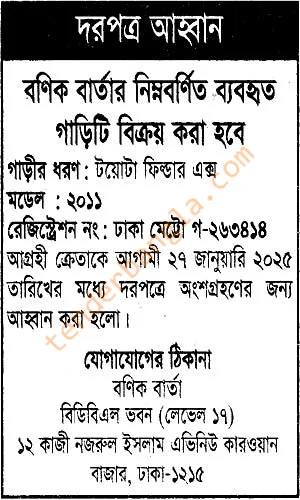 দরপত্র আহ্বান
বণিক বার্তার নিম্নবর্ণিত ব্যবহৃত
গাড়িটি বিক্রয় করা হবে
গাড়ীর ধরণ : টয়োটা ফিল্ডার এক্স
মডেল : ২০১১
রেজিস্ট্রেশন নং : ঢাকা মেট্টো গ-২৬৩৪১৪
আগ্রহী ক্রেতাকে আগামী ২৭ জানুয়ারি ২০২৫
তারিখের মধ্যে দরপত্রে অংশগ্রহণের জন্য
আহ্বান করা হলো।
যোগাযোগের ঠিকানা
বণিক বার্তা
বিডিবিএল ভবন (লেভেল ১৭)
১২ কাজী নজরুল ইসলাম এভিনিউ কারওয়ান
বাজার, ঢাকা-১২১৫
tenderbangla.com